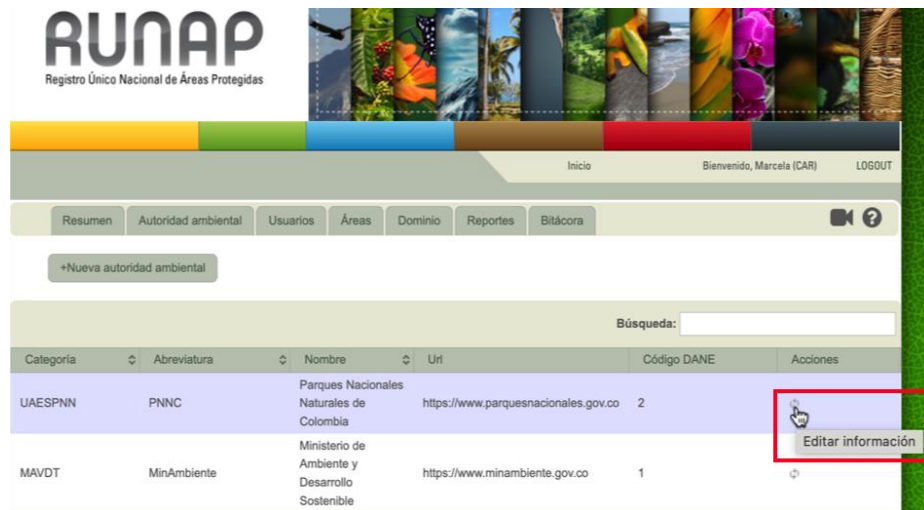 RUNAP
Registro Único Nacional de Áreas Protegidas
Inicio Bienvenido, Marcela (CAR) LOGOUT
Resumen Autoridad ambiental Usuarios Áreas Dominio Reportes Bitácora
+Nueva autoridad ambiental
Búsqueda:
Categoría Abreviatura Nombre Url Código DANE Acciones
UAESPNN PNNC Parques Nacionales Naturales de Colombia https://www.parquesnacionales.gov.co 2
Editar información
MAVDT MinAmbiente Ministerio de Ambiente y Desarrollo Sostenible https://www.minambiente.gov.co 1